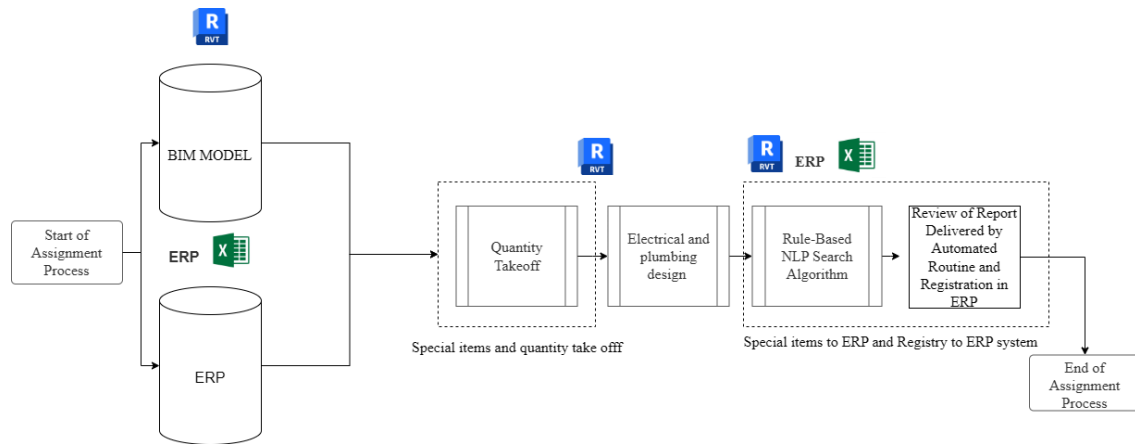 R
RVT
BIM MODEL
Start of
Assignment
Process
ERP
X
ERP
R
RVT
Quantity
Takeoff
Special items and quantity take offf
Electrical and
plumbing
design
R
RVT
ERP
X
Rule-Based
NLP Search
Algorithm
Review of Report
Delivered by
Automated
Routine and
Registration in
ERP
Special items to ERP and Registry to ERP system
End of
Assignment
Process